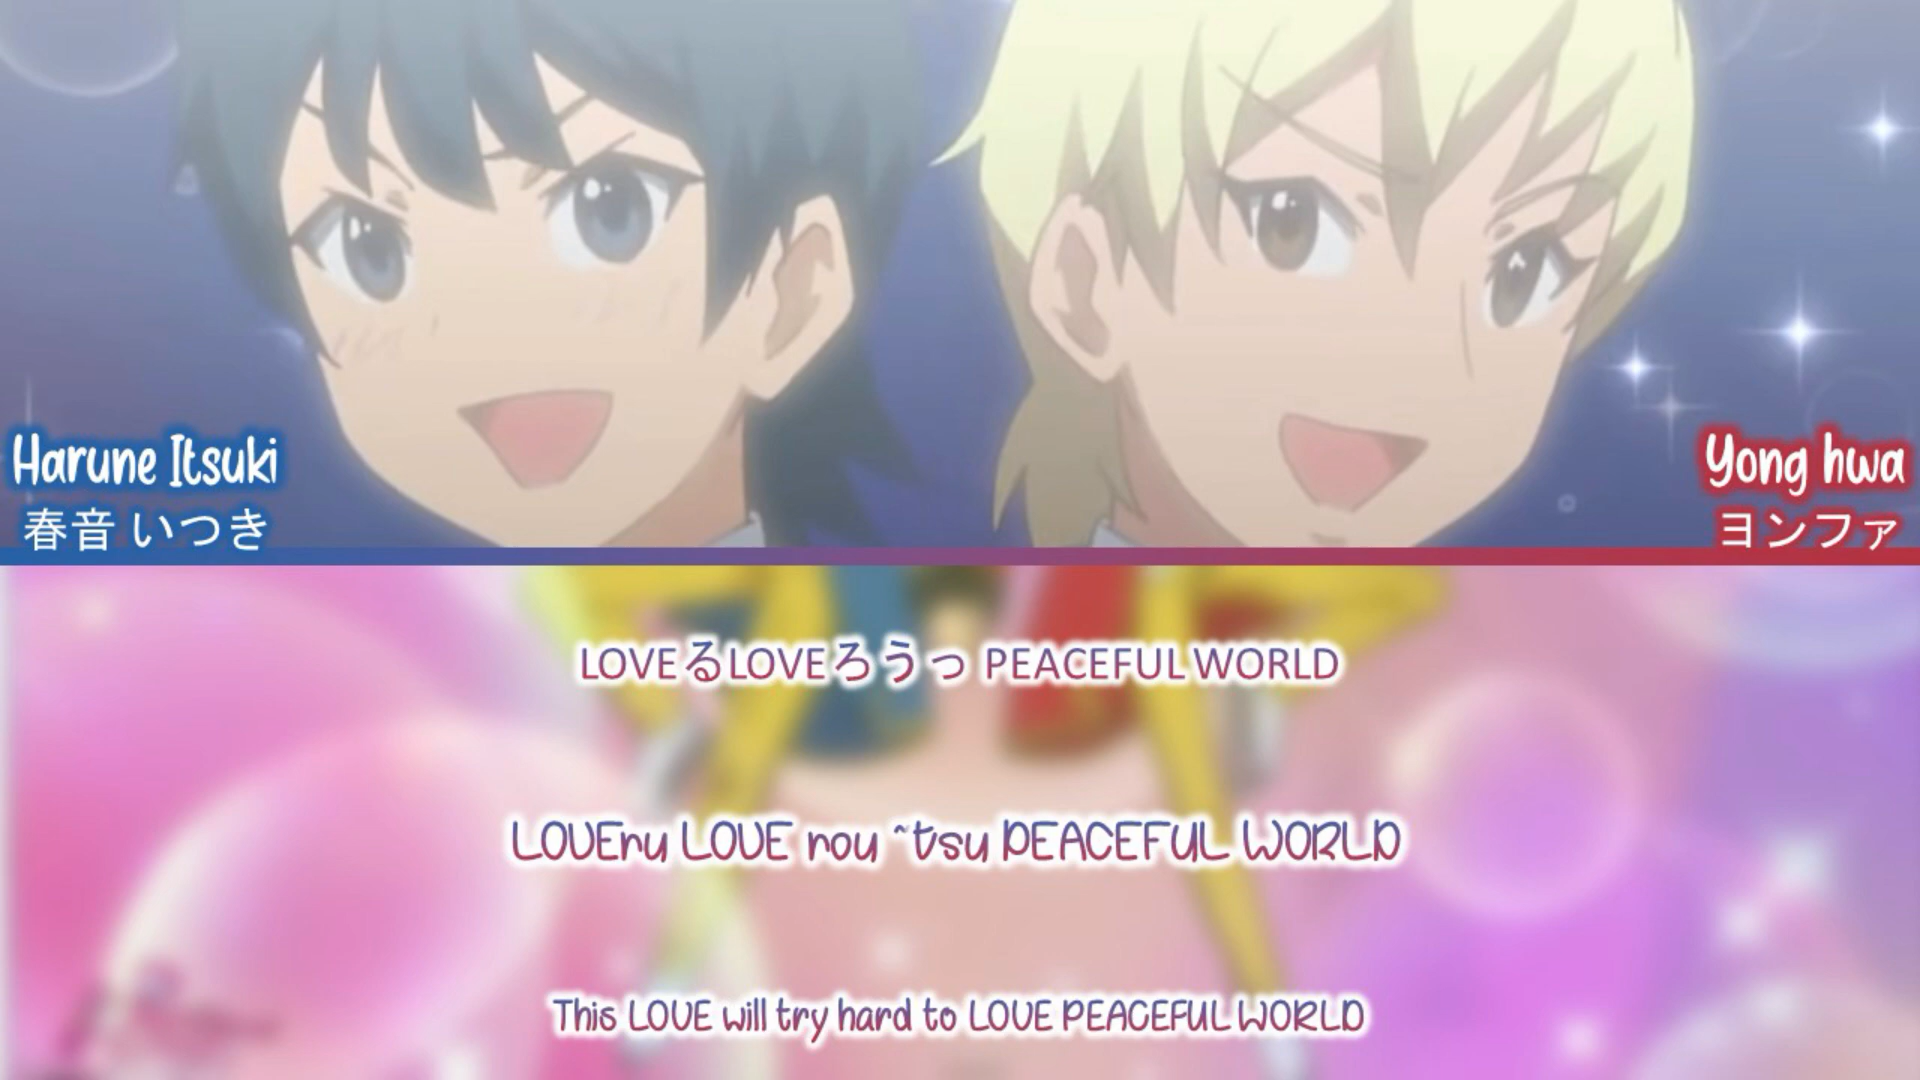 Harune Itsuki
春音 いつき
Yong hwa
ヨンファ
LOVEるLOVEろうっ PEACEFUL WORLD
LOVEru LOVE rou ~tsu PEACEFUL WORLD
This LOVE will try hard to LOVE PEACEFUL WORLD